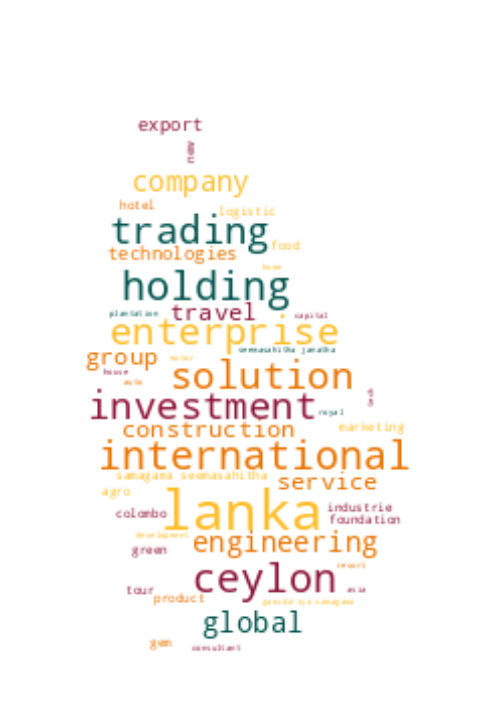 export
new
company
hotel
logistic
trading
food
technologies
home
holding
plantation
travel
capital
enterprise
seemasahitha janatha
group
motor
house
solution
auto
investment
royal
construction
marketing
international
samagama seemasahitha
service
agro
lanka
colombo
industrie
foundation
development
engineering
green
resort
ceylon
tour
asia
product
global
gem
consultant